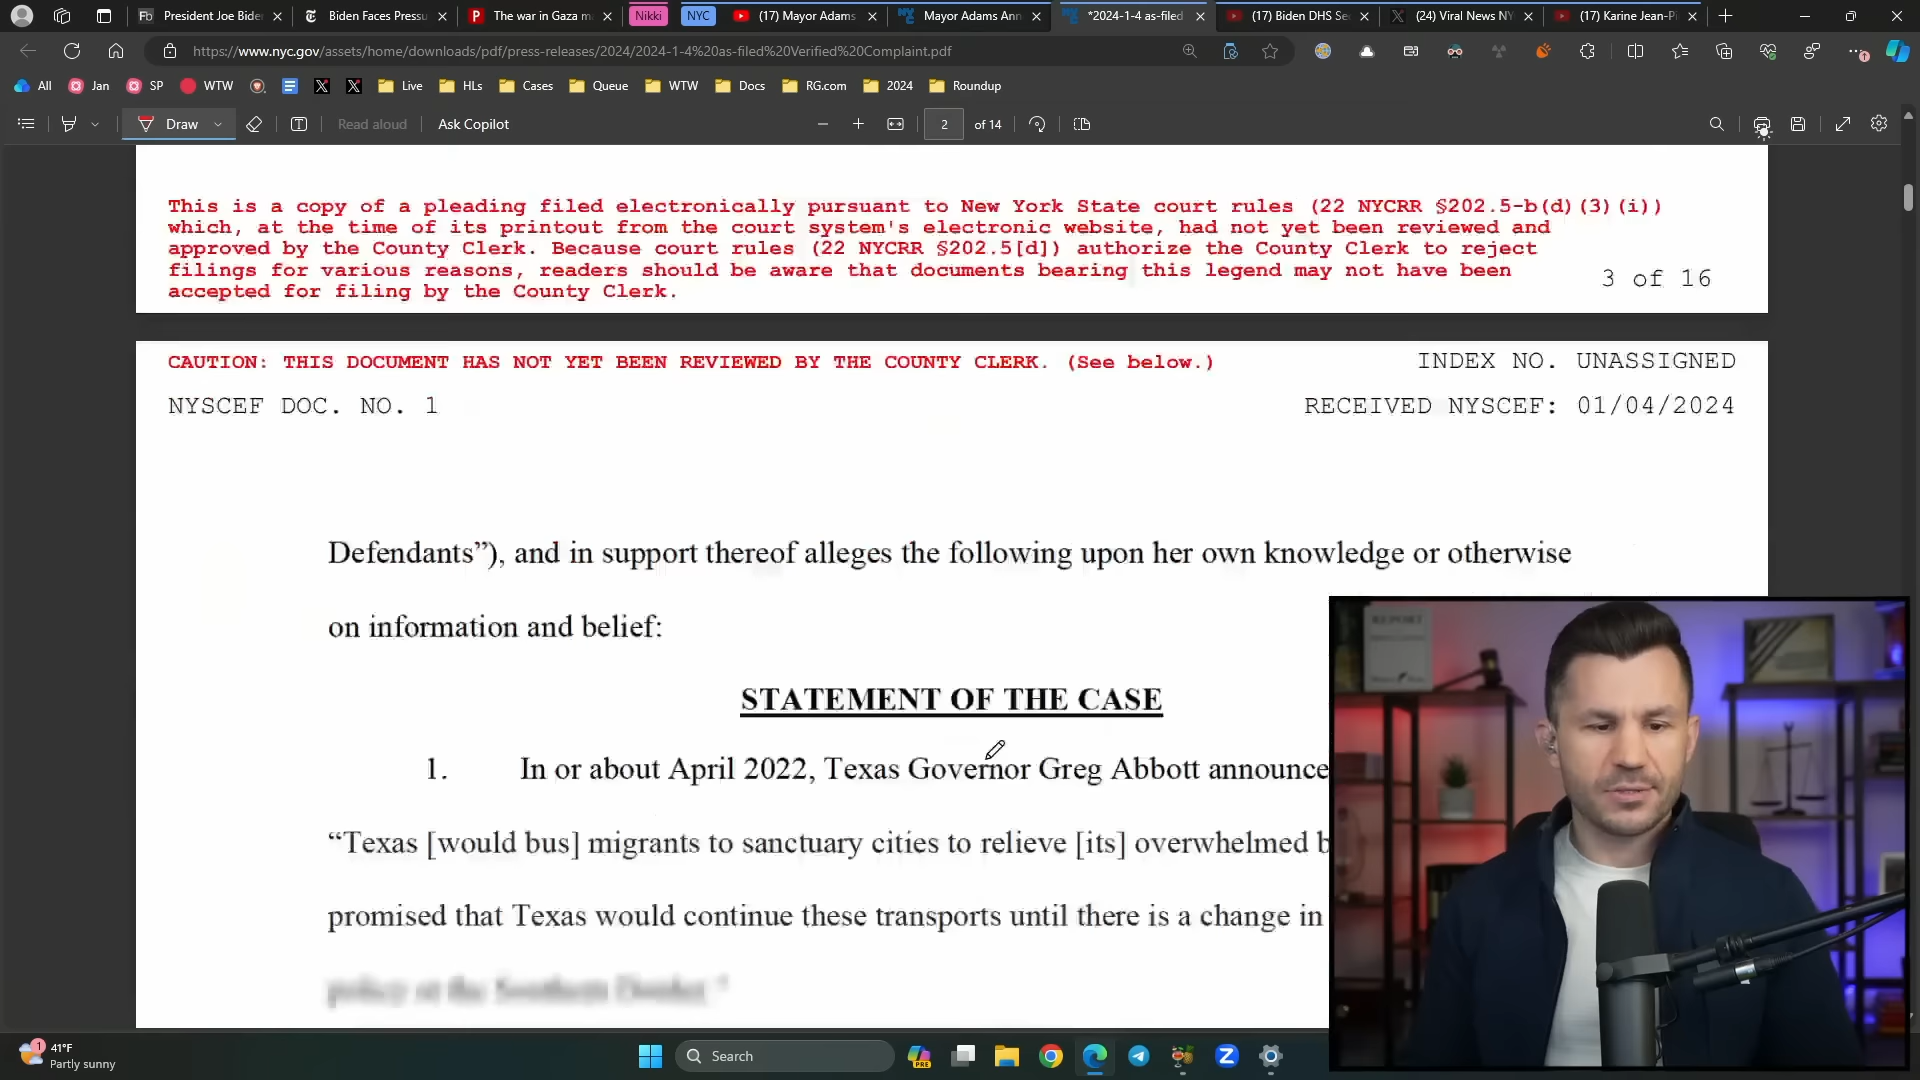 President Joe Bide
Biden Faces Pressu
The war in Gaza m
Nikki
NYC
(17) Mayor Adams
Mayor Adams Ann
*2024-1-4 as-filed
(17) Biden DHS Se
(24) Viral News NY
(17) Karine Jean-Pi
https://www.nyc.gov/assets/home/downloads/pdf/press-releases/2024/2024-1-4%20as-filed%20Verified%20Complaint.pdf
All
Jan
SP
WTW
Live
HLs
Cases
Queue
WTW
Docs
RG.com
2024
Roundup
Draw
Read aloud
Ask Copilot
2
of 14
This is a copy of a pleading filed electronically pursuant to New York State court rules (22 NYCRR §202.5-b(d)(3)(i))
which, at the time of its printout from the court system's electronic website, had not yet been reviewed and
approved by the County Clerk. Because court rules (22 NYCRR §202.5[d]) authorize the County Clerk to reject
filings for various reasons, readers should be aware that documents bearing this legend may not have been
accepted for filing by the County Clerk.
3 of 16
CAUTION: THIS DOCUMENT HAS NOT YET BEEN REVIEWED BY THE COUNTY CLERK. (See below.)
INDEX NO. UNASSIGNED
NYSCEF DOC. NO. 1
RECEIVED NYSCEF: 01/04/2024
Defendants”), and in support thereof alleges the following upon her own knowledge or otherwise
on information and belief:
STATEMENT OF THE CASE
1. In or about April 2022, Texas Governor Greg Abbott announce
“Texas [would bus] migrants to sanctuary cities to relieve [its] overwhelmed b
promised that Texas would continue these transports until there is a change in
policy at the Southern Border.”
REPORT
1
41°F
Partly sunny
Search
PRE